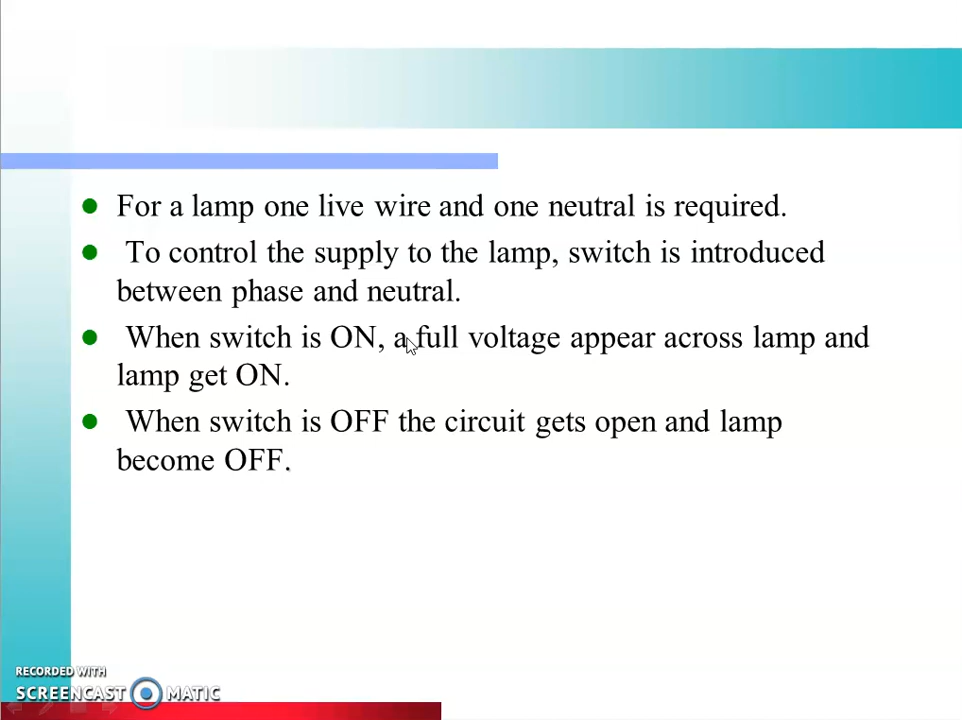 For a lamp one live wire and one neutral is required.
To control the supply to the lamp, switch is introduced
between phase and neutral.
When switch is ON, a full voltage appear across lamp and
lamp get ON.
When switch is OFF the circuit gets open and lamp
become OFF.
RECORDED WITH
SCREENCAST MATIC